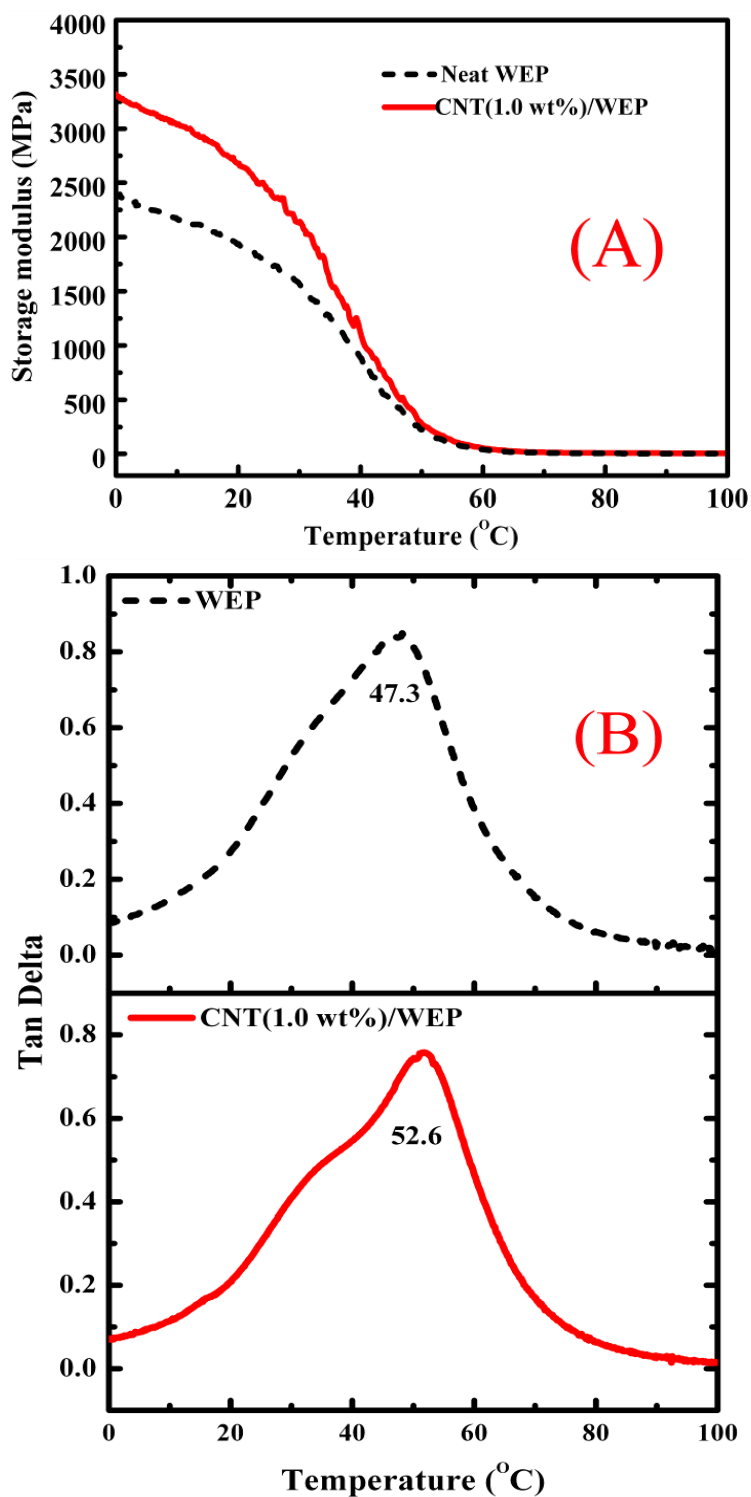 4000
3500
3000
2500
2000
1500
1000
500
0
Storage modulus (MPa)
Neat WEP
CNT(1.0 wt%)/WEP
(A)
0 20 40 60 80 100
Temperature (°C)
1.0
0.8
0.6
0.4
0.2
0.0
WEP
47.3
(B)
Tan Delta
0.8
0.6
0.4
0.2
0.0
CNT(1.0 wt%)/WEP
52.6
0 20 40 60 80 100
Temperature (°C)